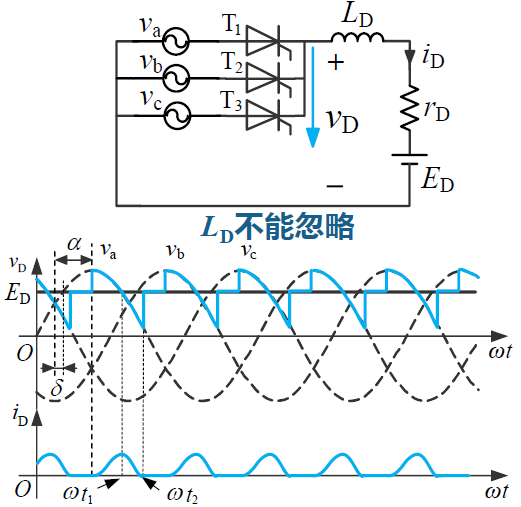 L_D
v_a T_1
+ i_D
v_b T_2
v_D r_D
v_c T_3
− E_D
L_D不能忽略
α v_a v_b v_c
v_D
E_D
O ωt
δ
i_D
O ωt_1 ωt_2 ωt